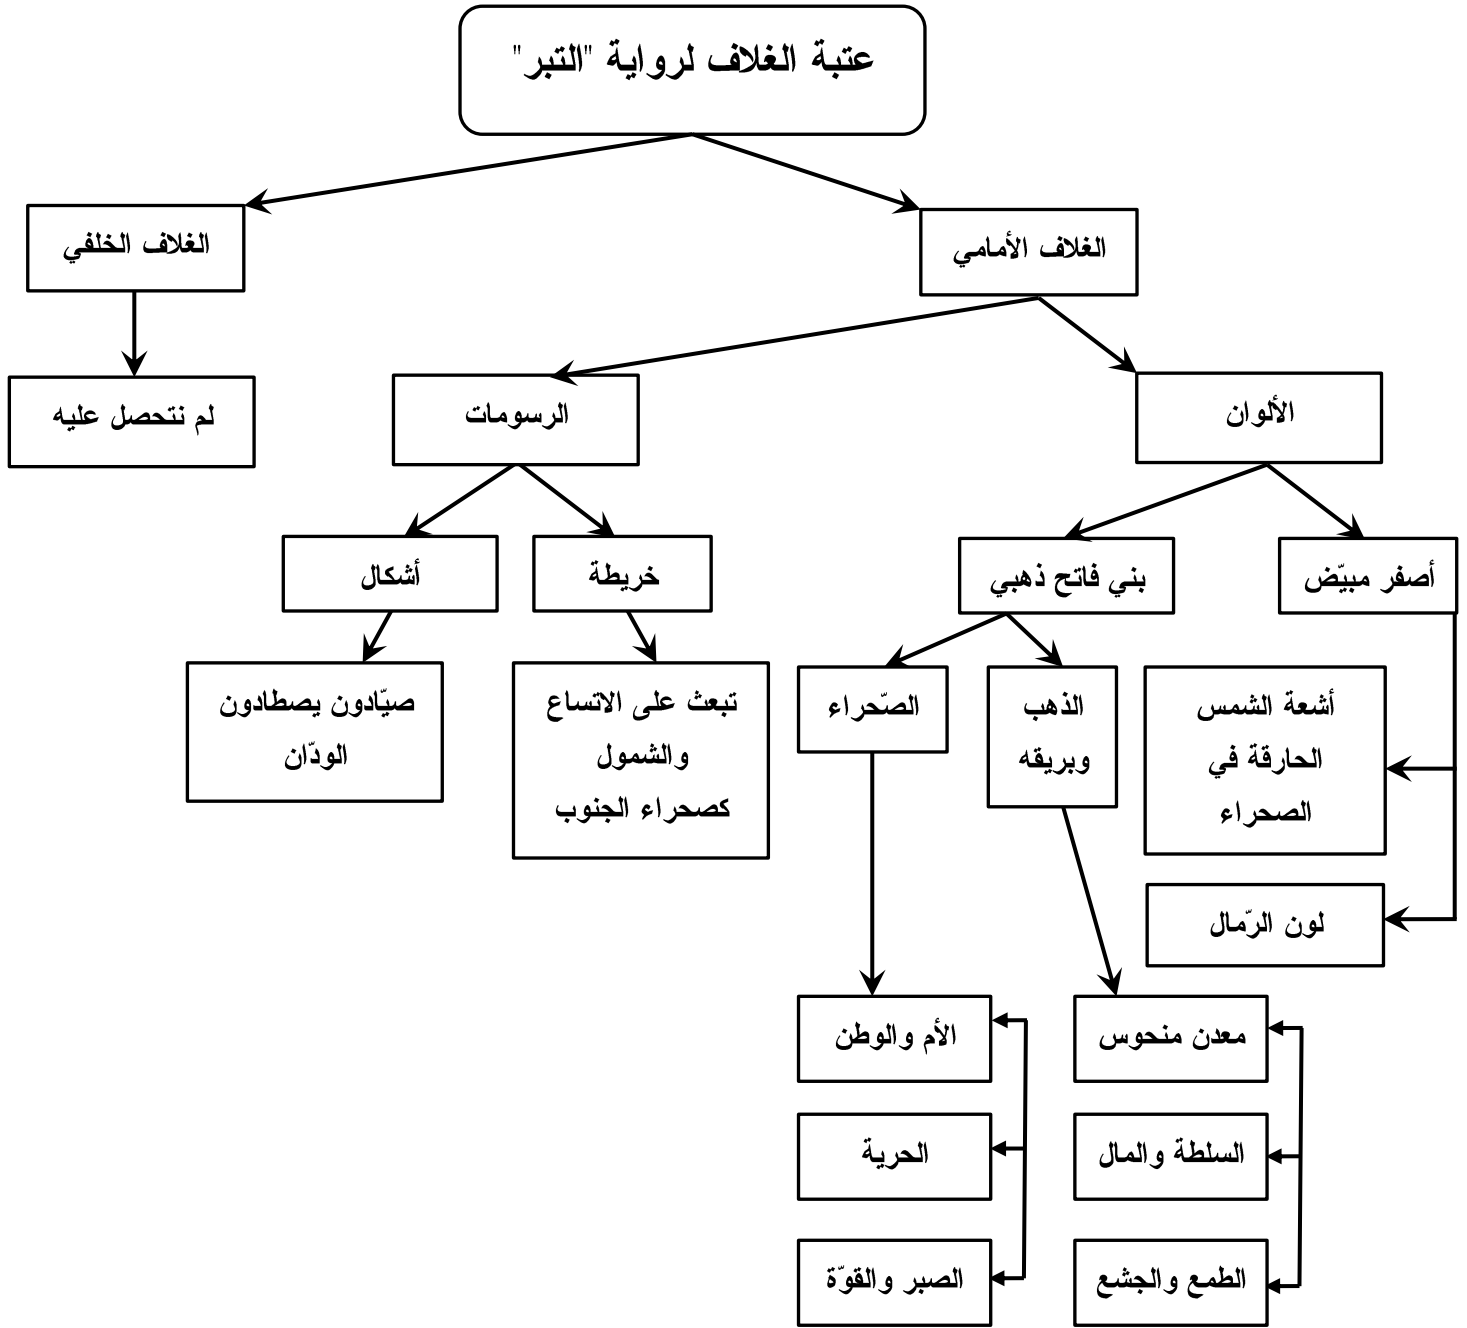 عتبة الغلاف لرواية "التبر"
الغلاف الأمامي
الغلاف الخلفي
الألوان
الرسومات
لم نتحصل عليه
أصفر مبيّض
بني فاتح ذهبي
خريطة
أشكال
أشعة الشمس
الحارقة في
الصحراء
لون الرّمال
الذهب
وبريقه
الصّحراء
تبعث على الاتساع
والشمول
كصحراء الجنوب
صيّادون يصطادون
الودّان
معدن منحوس
السلطة والمال
الطمع والجشع
الأم والوطن
الحرية
الصبر والقوّة